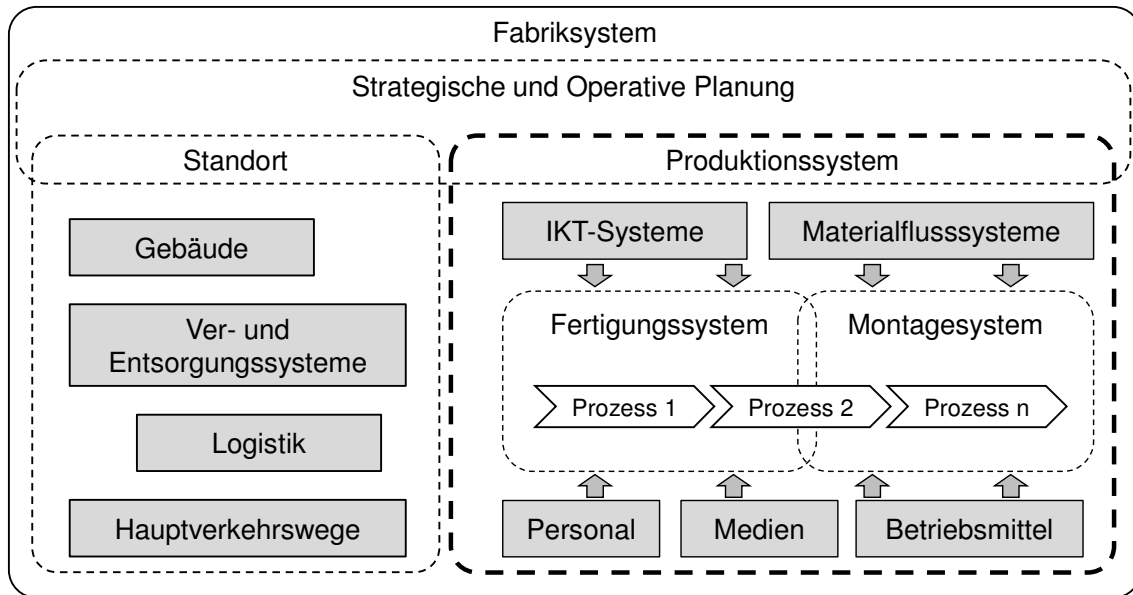 Fabriksystem
Strategische und Operative Planung
Standort
Gebäude
Ver- und
Entsorgungssysteme
Logistik
Hauptverkehrswege
Produktionssystem
IKT-Systeme
Materialflusssysteme
Fertigungssystem
Montagesystem
Prozess 1
Prozess 2
Prozess n
Personal
Medien
Betriebsmittel